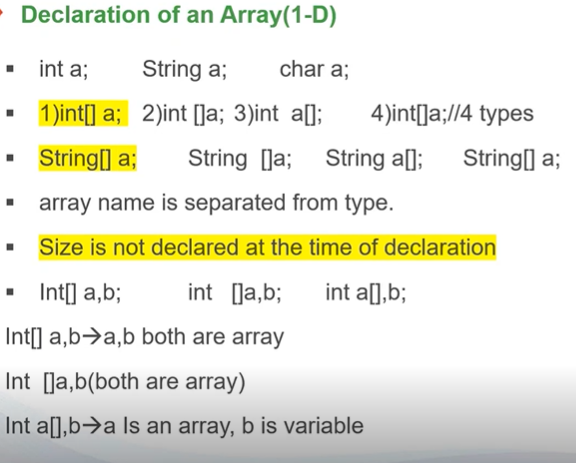 Declaration of an Array(1-D)
▪ int a; String a; char a;
▪ 1)int[] a; 2)int []a; 3)int a[]; 4)int[]a;//4 types
▪ String[] a; String []a; String a[]; String[] a;
▪ array name is separated from type.
▪ Size is not declared at the time of declaration
▪ Int[] a,b; int []a,b; int a[],b;
Int[] a,b→a,b both are array
Int []a,b(both are array)
Int a[],b→a Is an array, b is variable